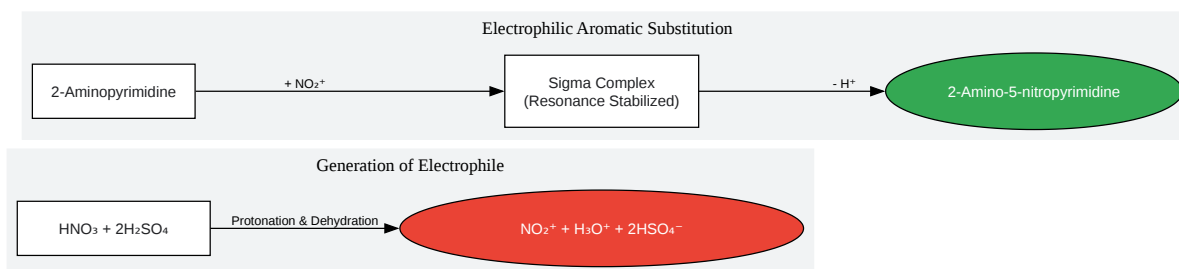 Electrophilic Aromatic Substitution
2-Aminopyrimidine
+ NO₂⁺
Sigma Complex
(Resonance Stabilized)
- H⁺
2-Amino-5-nitropyrimidine
Generation of Electrophile
HNO₃ + 2H₂SO₄
Protonation & Dehydration
NO₂⁺ + H₃O⁺ + 2HSO₄⁻